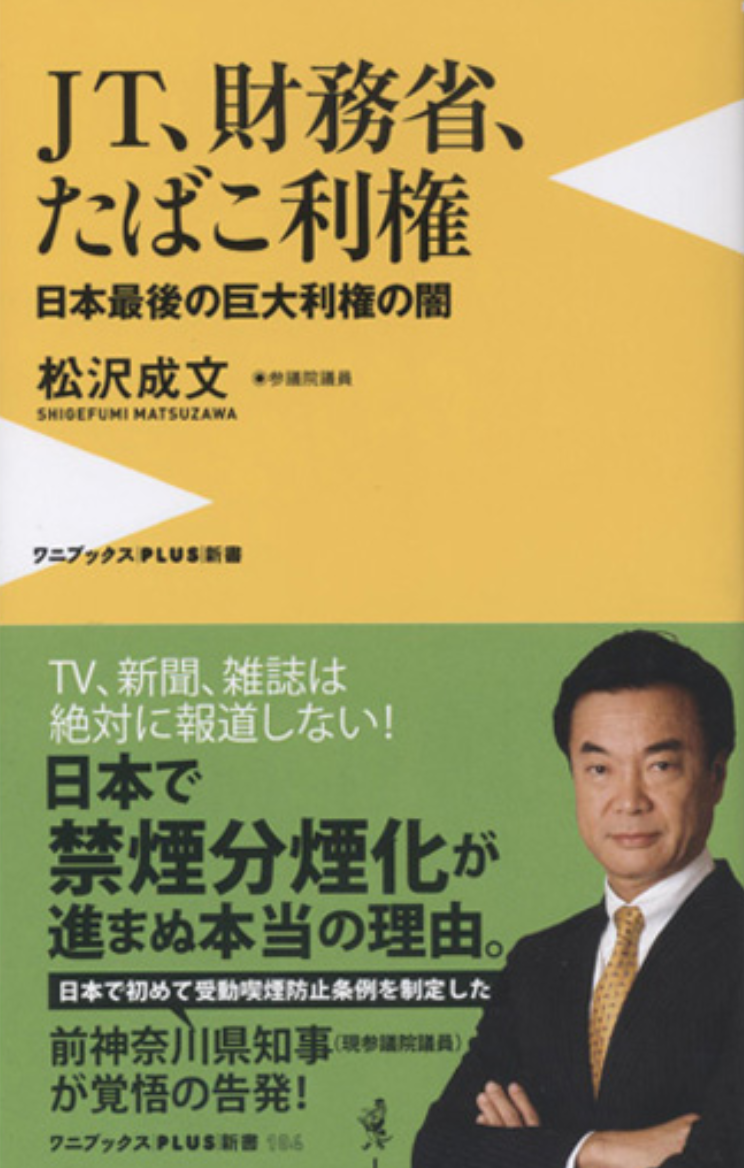 JT、財務省、
たばこ利権
日本最後の巨大利権の闇
松沢成文 ◉参議院議員
SHIGEFUMI MATSUZAWA
ワニブックス|PLUS|新書
TV、新聞、雑誌は
絶対に報道しない!
日本で
禁煙分煙化が
進まぬ本当の理由。
日本で初めて受動喫煙防止条例を制定した
前神奈川県知事(現参議院議員)
が覚悟の告発!
ワニブックス PLUS|新書 106